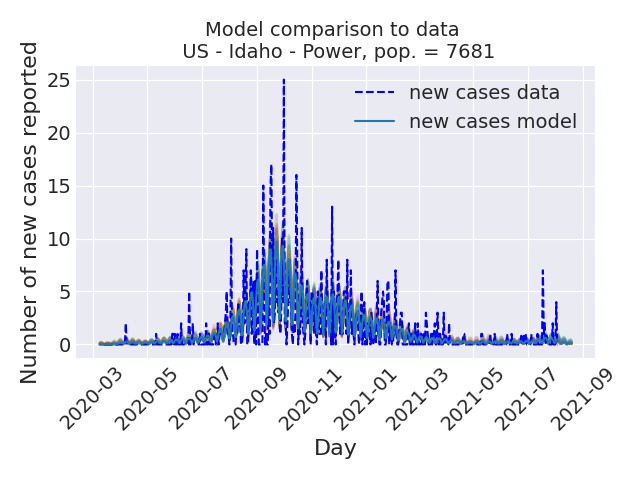 Model comparison to data
US - Idaho - Power, pop. = 7681
Number of new cases reported
25
20
15
10
5
0
new cases data
new cases model
2020-03
2020-05
2020-07
2020-09
2020-11
2021-01
2021-03
2021-05
2021-07
2021-09
Day